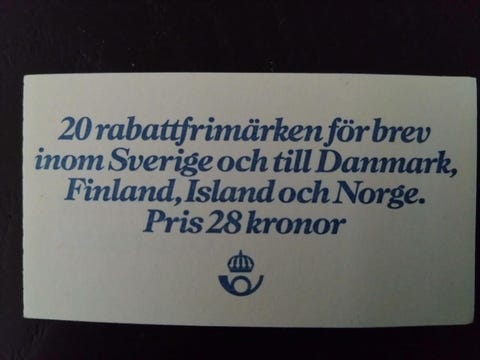 20 rabattfrimärken för brev
inom Sverige och till Danmark,
Finland, Island och Norge.
Pris 28 kronor